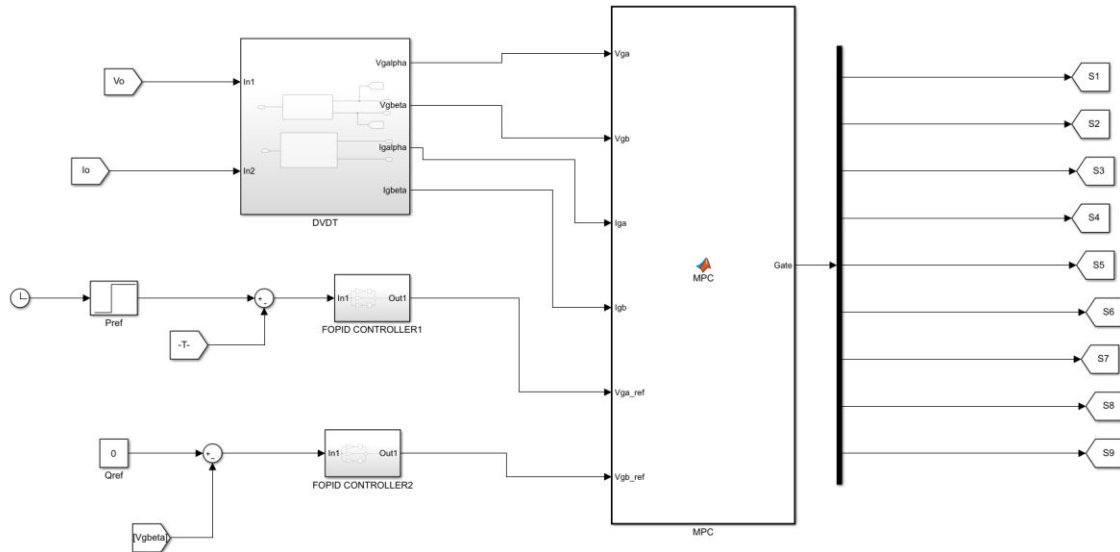 Vo
Io
In1
In2
Vgalpha
Vgbeta
Igalpha
Igbeta
DVDT
Pref
-T-
In1
Out1
FOPID CONTROLLER1
0
Qref
[Vgbeta]
In1
Out1
FOPID CONTROLLER2
Vga
Vgb
Iga
Igb
Vga_ref
Vgb_ref
MPC
Gate
MPC
S1
S2
S3
S4
S5
S6
S7
S8
S9